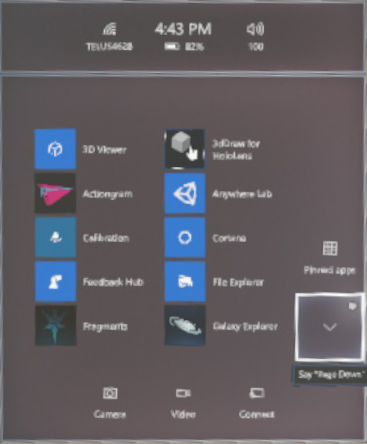 4:43 PM
TELUS4628
82%
100
3D Viewer
3dDraw for
HoloLens
Actiongram
Anywhere Lab
Calibration
Cortana
Feedback Hub
File Explorer
Fragments
Galaxy Explorer
Pinned apps
Say "Page Down"
Camera
Video
Connect